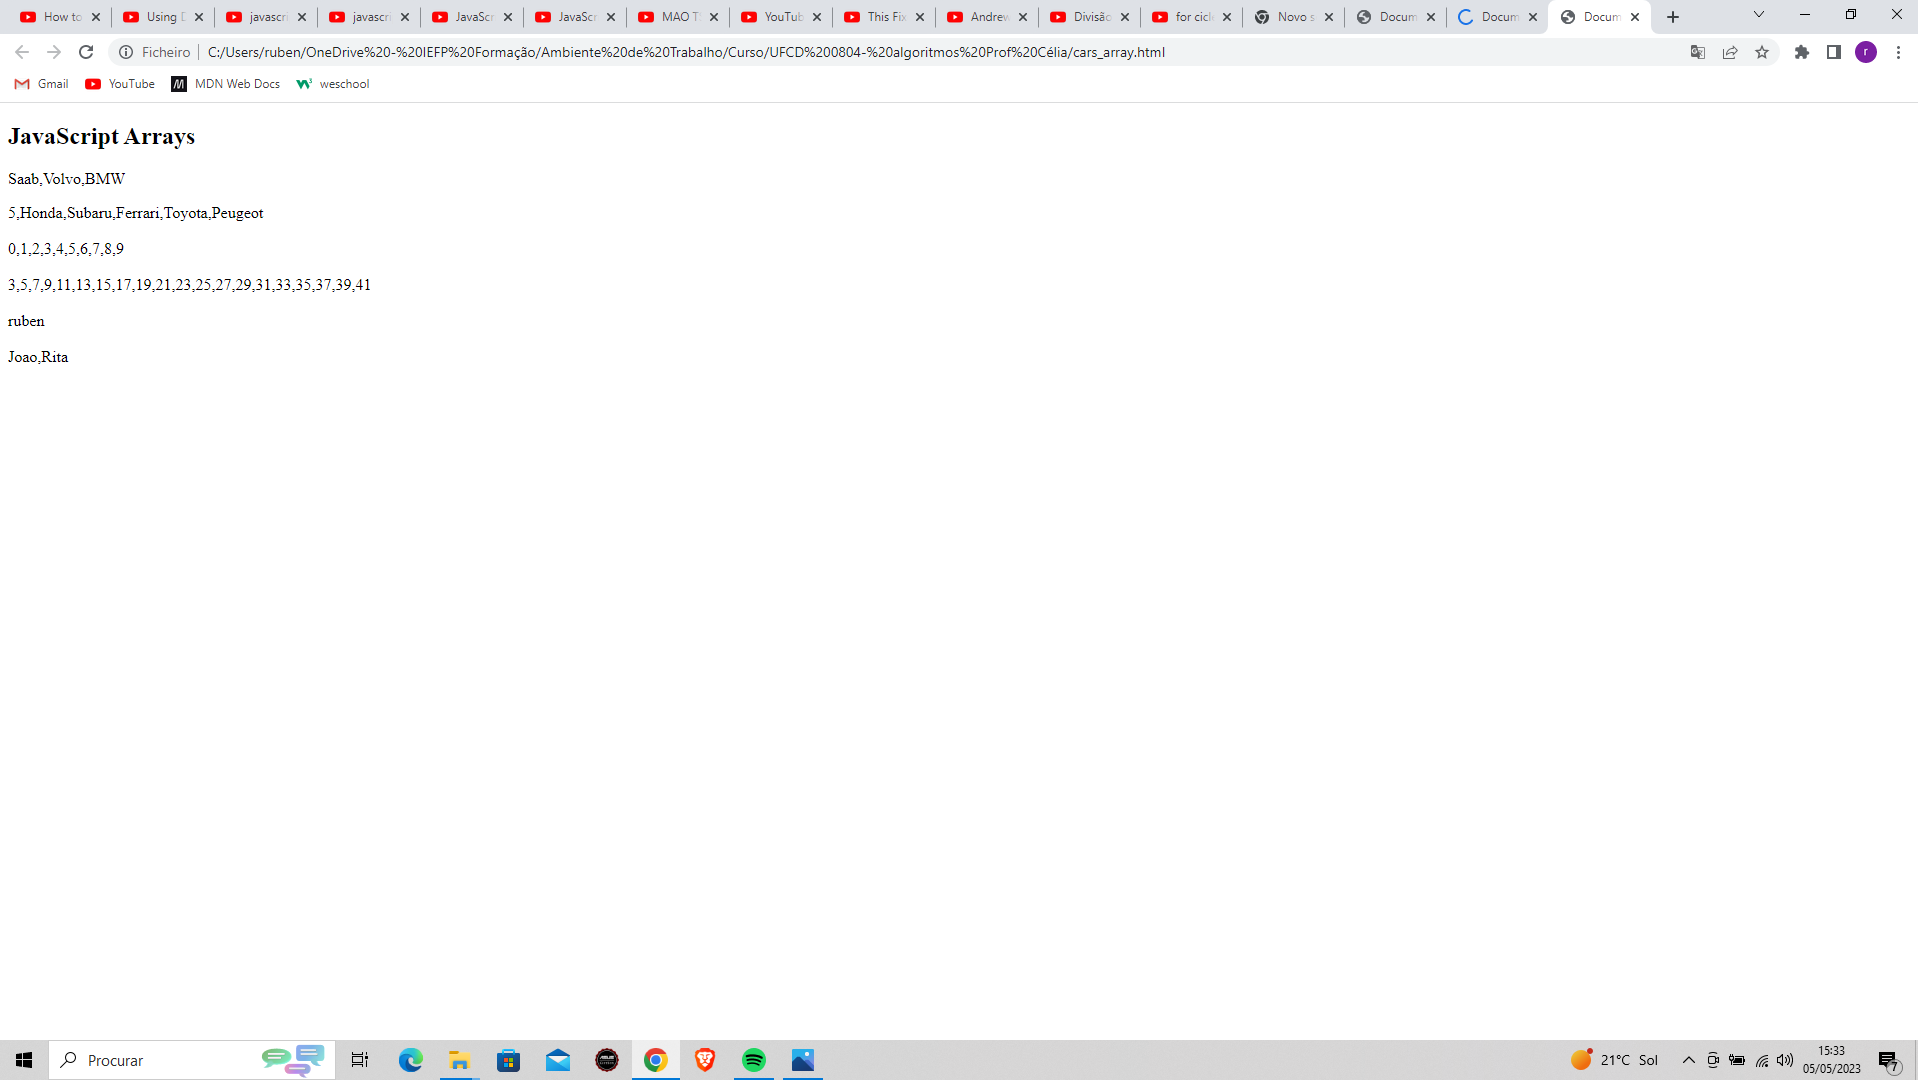 How to
Using D
javascri
javascri
JavaScr
JavaScr
MAO T
YouTub
This Fix
Andrew
Divisão
for cicl
Novo s
Docum
Docum
Docum
Ficheiro
C:/Users/ruben/OneDrive%20-%20IEFP%20Formação/Ambiente%20de%20Trabalho/Curso/UFCD%200804-%20algoritmos%20Prof%20Célia/cars_array.html
r
Gmail
YouTube
MDN Web Docs
weschool
JavaScript Arrays
Saab,Volvo,BMW
5,Honda,Subaru,Ferrari,Toyota,Peugeot
0,1,2,3,4,5,6,7,8,9
3,5,7,9,11,13,15,17,19,21,23,25,27,29,31,33,35,37,39,41
ruben
Joao,Rita
Procurar
21°C Sol
15:33
05/05/2023
7